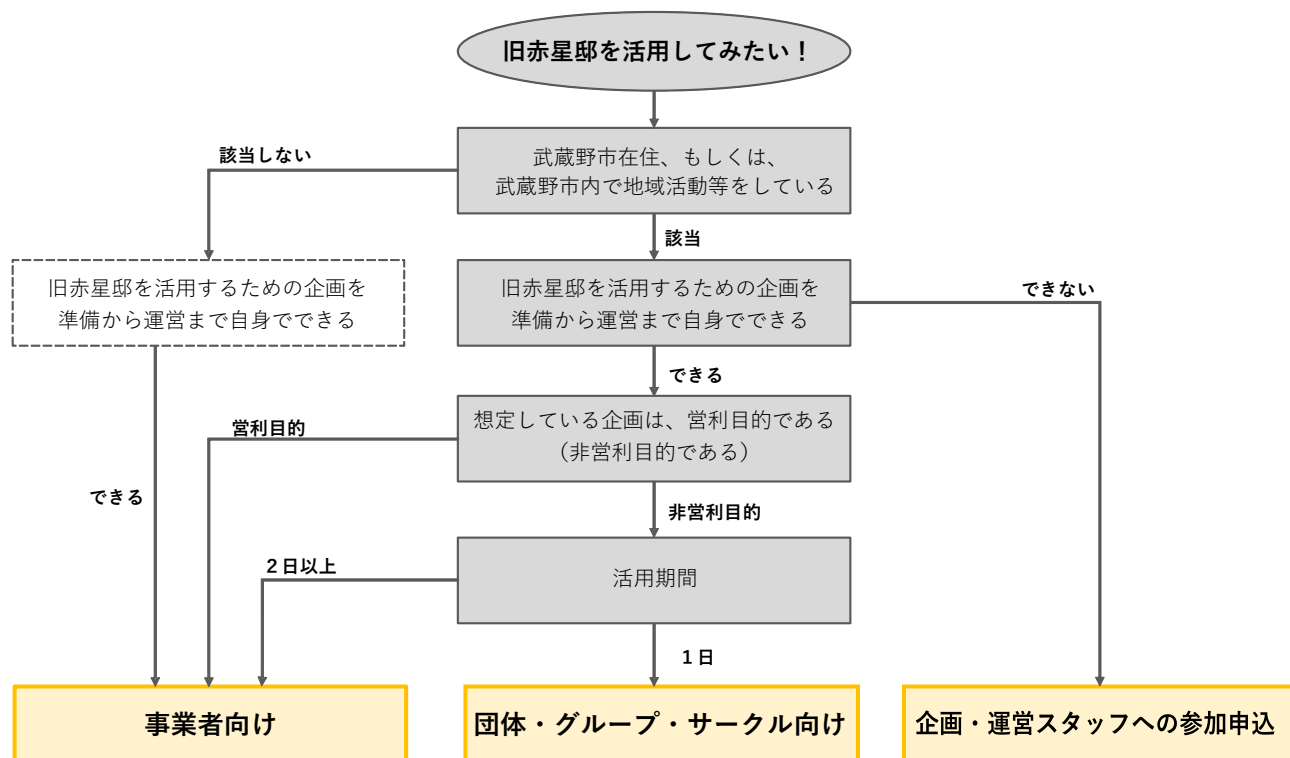 旧赤星邸を活用してみたい！
武蔵野市在住、もしくは、
武蔵野市内で地域活動等をしている
該当しない
該当
旧赤星邸を活用するための企画を
準備から運営まで自身でできる
旧赤星邸を活用するための企画を
準備から運営まで自身でできる
できない
できる
想定している企画は、営利目的である
（非営利目的である）
営利目的
できる
非営利目的
活用期間
２日以上
１日
事業者向け
団体・グループ・サークル向け
企画・運営スタッフへの参加申込